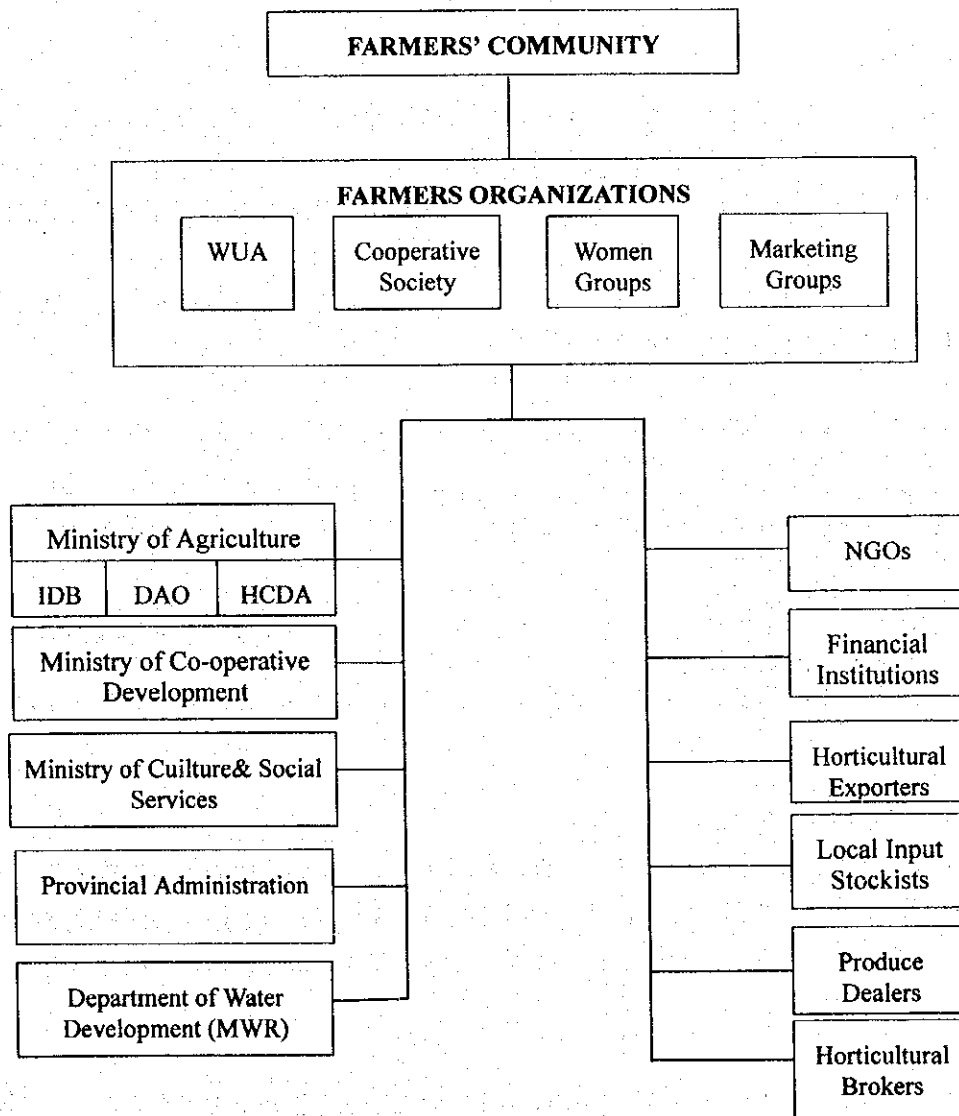 FARMERS' COMMUNITY
FARMERS ORGANIZATIONS
WUA
Cooperative
Society
Women
Groups
Marketing
Groups
Ministry of Agriculture
IDB
DAO
HCDA
Ministry of Co-operative
Development
Ministry of Cuilture& Social
Services
Provincial Administration
Department of Water
Development (MWR)
NGOs
Financial
Institutions
Horticultural
Exporters
Local Input
Stockists
Produce
Dealers
Horticultural
Brokers